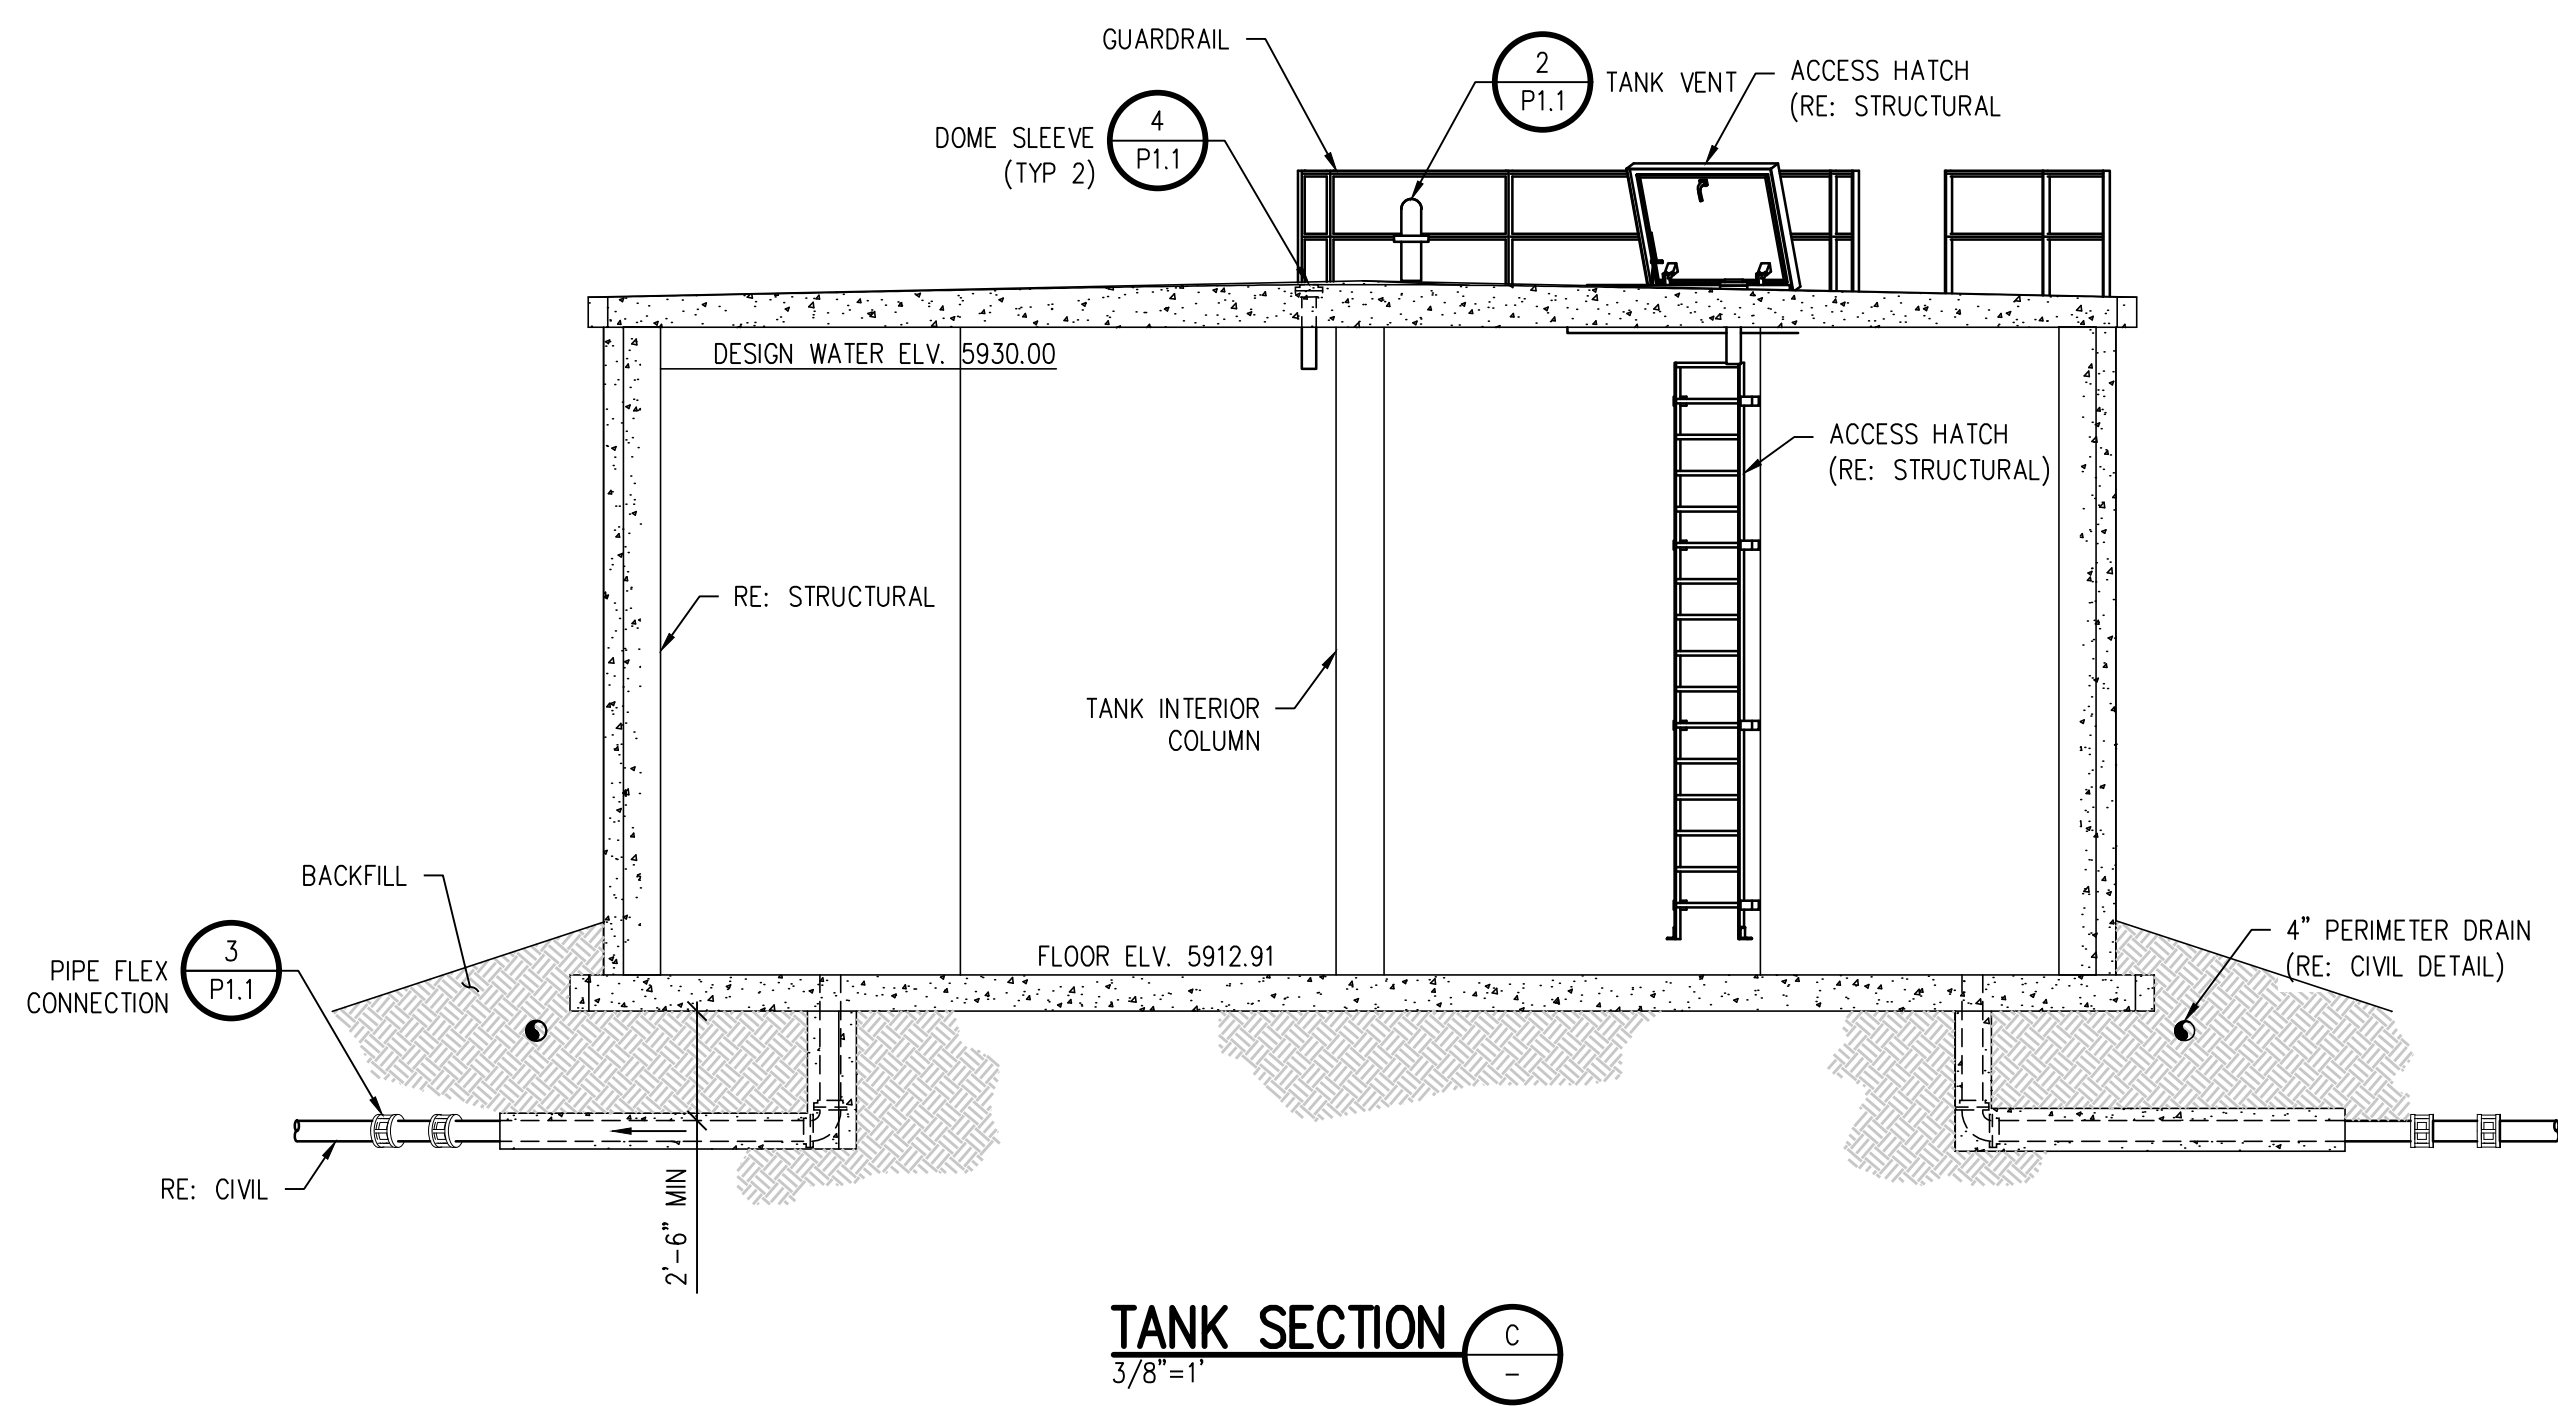 GUARDRAIL
2
P1.1
TANK VENT
ACCESS HATCH
(RE: STRUCTURAL
DOME SLEEVE
(TYP 2)
4
P1.1
DESIGN WATER ELV. 5930.00
ACCESS HATCH
(RE: STRUCTURAL)
RE: STRUCTURAL
TANK INTERIOR
COLUMN
BACKFILL
PIPE FLEX
CONNECTION
3
P1.1
FLOOR ELV. 5912.91
4" PERIMETER DRAIN
(RE: CIVIL DETAIL)
RE: CIVIL
2'-6" MIN
TANK SECTION
3/8"=1'
C
-